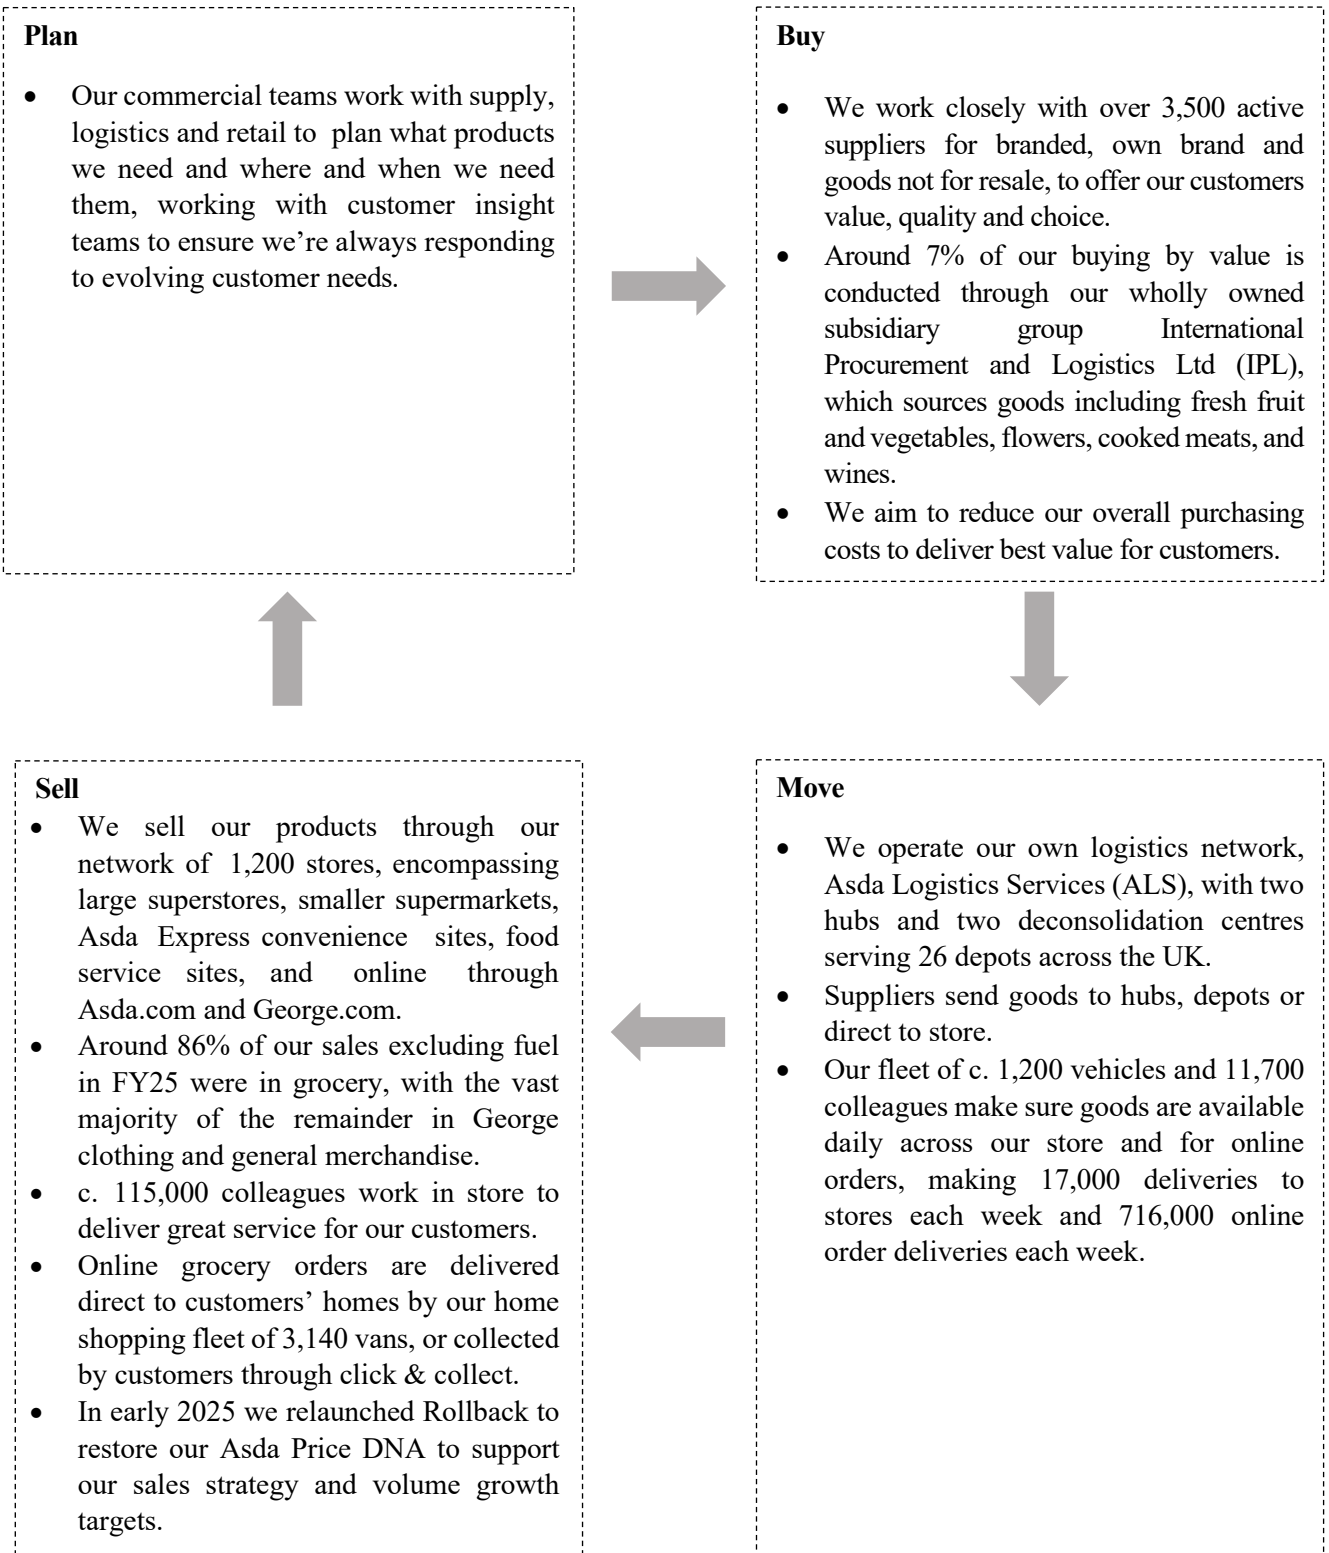 Plan
• Our commercial teams work with supply,
logistics and retail to plan what products
we need and where and when we need
them, working with customer insight
teams to ensure we’re always responding
to evolving customer needs.
Buy
• We work closely with over 3,500 active
suppliers for branded, own brand and
goods not for resale, to offer our customers
value, quality and choice.
• Around 7% of our buying by value is
conducted through our wholly owned
subsidiary group International
Procurement and Logistics Ltd (IPL),
which sources goods including fresh fruit
and vegetables, flowers, cooked meats, and
wines.
• We aim to reduce our overall purchasing
costs to deliver best value for customers.
Move
• We operate our own logistics network,
Asda Logistics Services (ALS), with two
hubs and two deconsolidation centres
serving 26 depots across the UK.
• Suppliers send goods to hubs, depots or
direct to store.
• Our fleet of c. 1,200 vehicles and 11,700
colleagues make sure goods are available
daily across our store and for online
orders, making 17,000 deliveries to
stores each week and 716,000 online
order deliveries each week.
Sell
• We sell our products through our
network of 1,200 stores, encompassing
large superstores, smaller supermarkets,
Asda Express convenience sites, food
service sites, and online through
Asda.com and George.com.
• Around 86% of our sales excluding fuel
in FY25 were in grocery, with the vast
majority of the remainder in George
clothing and general merchandise.
• c. 115,000 colleagues work in store to
deliver great service for our customers.
• Online grocery orders are delivered
direct to customers’ homes by our home
shopping fleet of 3,140 vans, or collected
by customers through click & collect.
• In early 2025 we relaunched Rollback to
restore our Asda Price DNA to support
our sales strategy and volume growth
targets.